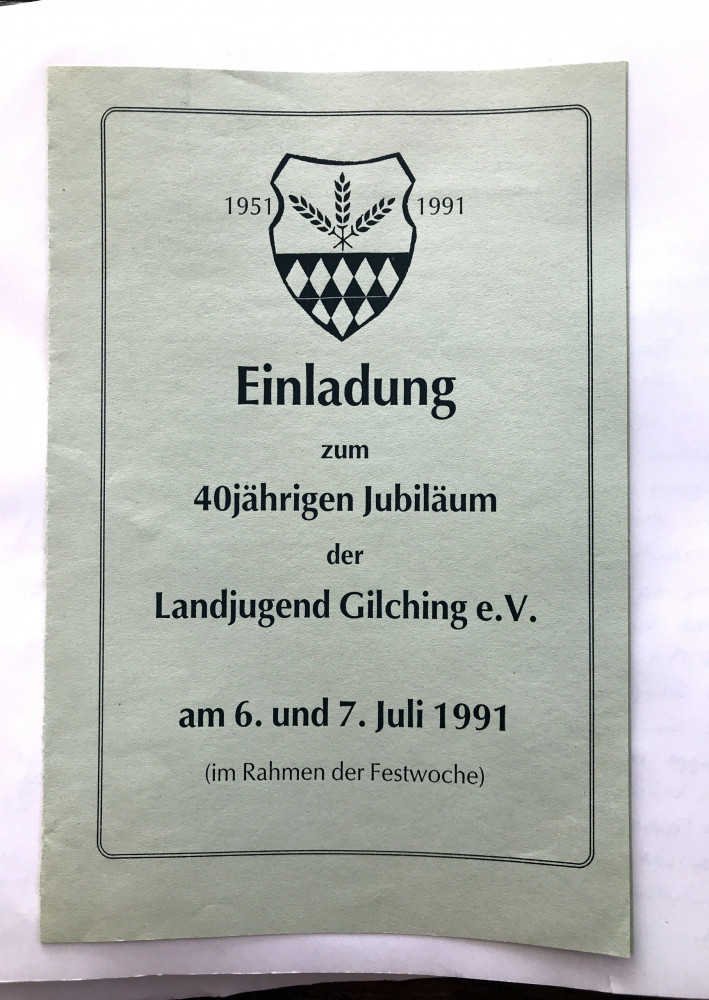 1951 1991
Einladung
zum
40jährigen Jubiläum
der
Landjugend Gilching e.V.
am 6. und 7. Juli 1991
(im Rahmen der Festwoche)